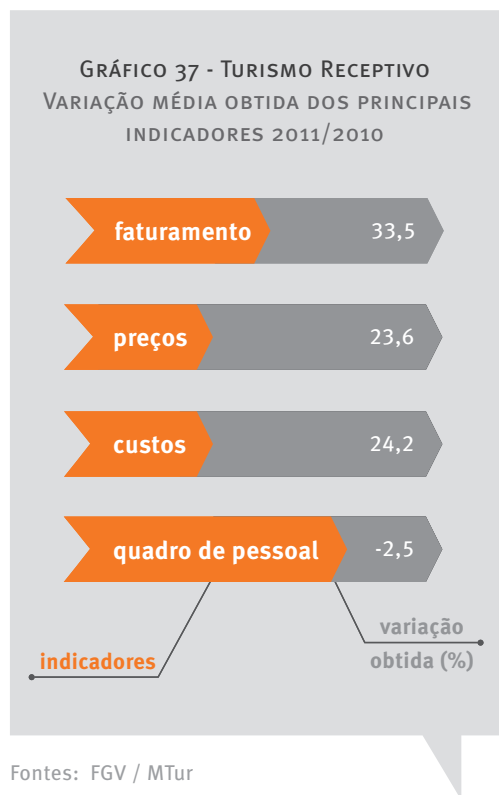 Gráfico 37 - Turismo Receptivo
Variação média obtida dos principais
indicadores 2011/2010
faturamento 33,5
preços 23,6
custos 24,2
quadro de pessoal -2,5
variação
indicadores obtida (%)
Fontes: FGV / MTur